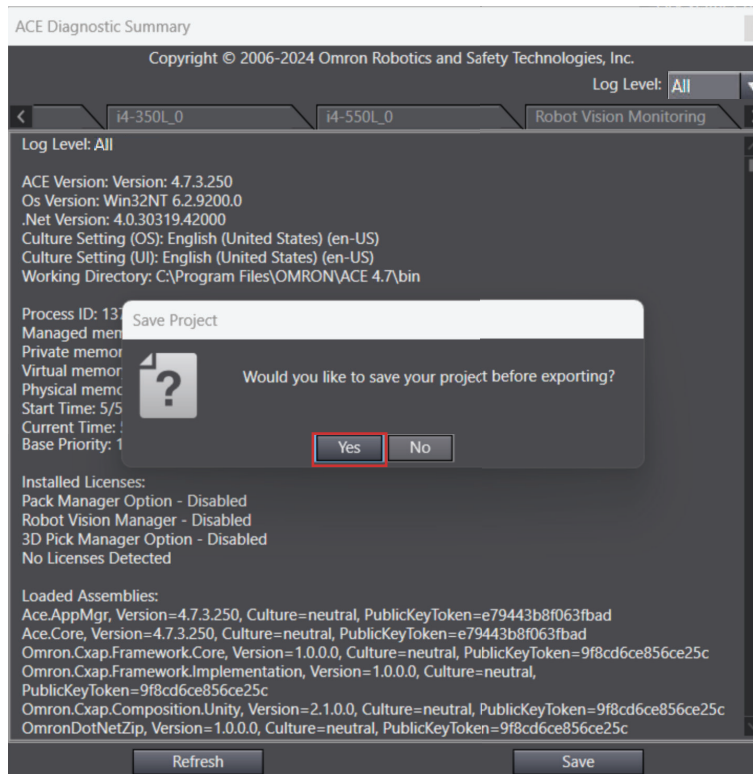 ACE Diagnostic Summary
Copyright © 2006-2024 Omron Robotics and Safety Technologies, Inc.
Log Level: All
i4-350L_0 i4-550L_0 Robot Vision Monitoring
Log Level: All
ACE Version: Version: 4.7.3.250
Os Version: Win32NT 6.2.9200.0
.Net Version: 4.0.30319.42000
Culture Setting (OS): English (United States) (en-US)
Culture Setting (UI): English (United States) (en-US)
Working Directory: C:\Program Files\OMRON\ACE 4.7\bin
Process ID: 13
Managed
Private
Virtual
Physical
Start Time: 5/5
Current Time:
Base Priority: 1
Save Project
Would you like to save your project before exporting?
Yes No
Installed Licenses:
Pack Manager Option - Disabled
Robot Vision Manager - Disabled
3D Pick Manager Option - Disabled
No Licenses Detected
Loaded Assemblies:
Ace.AppMgr, Version=4.7.3.250, Culture=neutral, PublicKeyToken=e79443b8f063fbad
Ace.Core, Version=4.7.3.250, Culture=neutral, PublicKeyToken=e79443b8f063fbad
Omron.Cxap.Framework.Core, Version=1.0.0.0, Culture=neutral, PublicKeyToken=9f8cd6ce856ce25c
Omron.Cxap.Framework.Implementation, Version=1.0.0.0, Culture=neutral,
PublicKeyToken=9f8cd6ce856ce25c
Omron.Cxap.Composition.Unity, Version=2.1.0.0, Culture=neutral, PublicKeyToken=9f8cd6ce856ce25c
OmronDotNetZip, Version=1.0.0.0, Culture=neutral, PublicKeyToken=9f8cd6ce856ce25c
Refresh Save